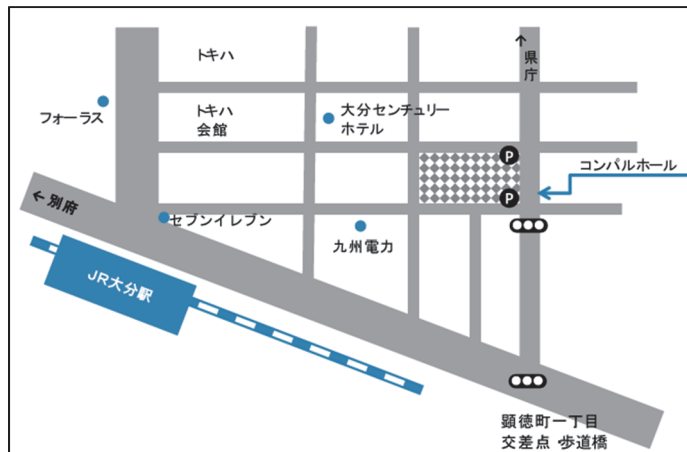 トキハ
↑県庁
フォーラス
トキハ
会館
大分センチュリー
ホテル
P
コンパルホール
P
←別府
セブンイレブン
九州電力
JR大分駅
顕徳町一丁目
交差点・歩道橋